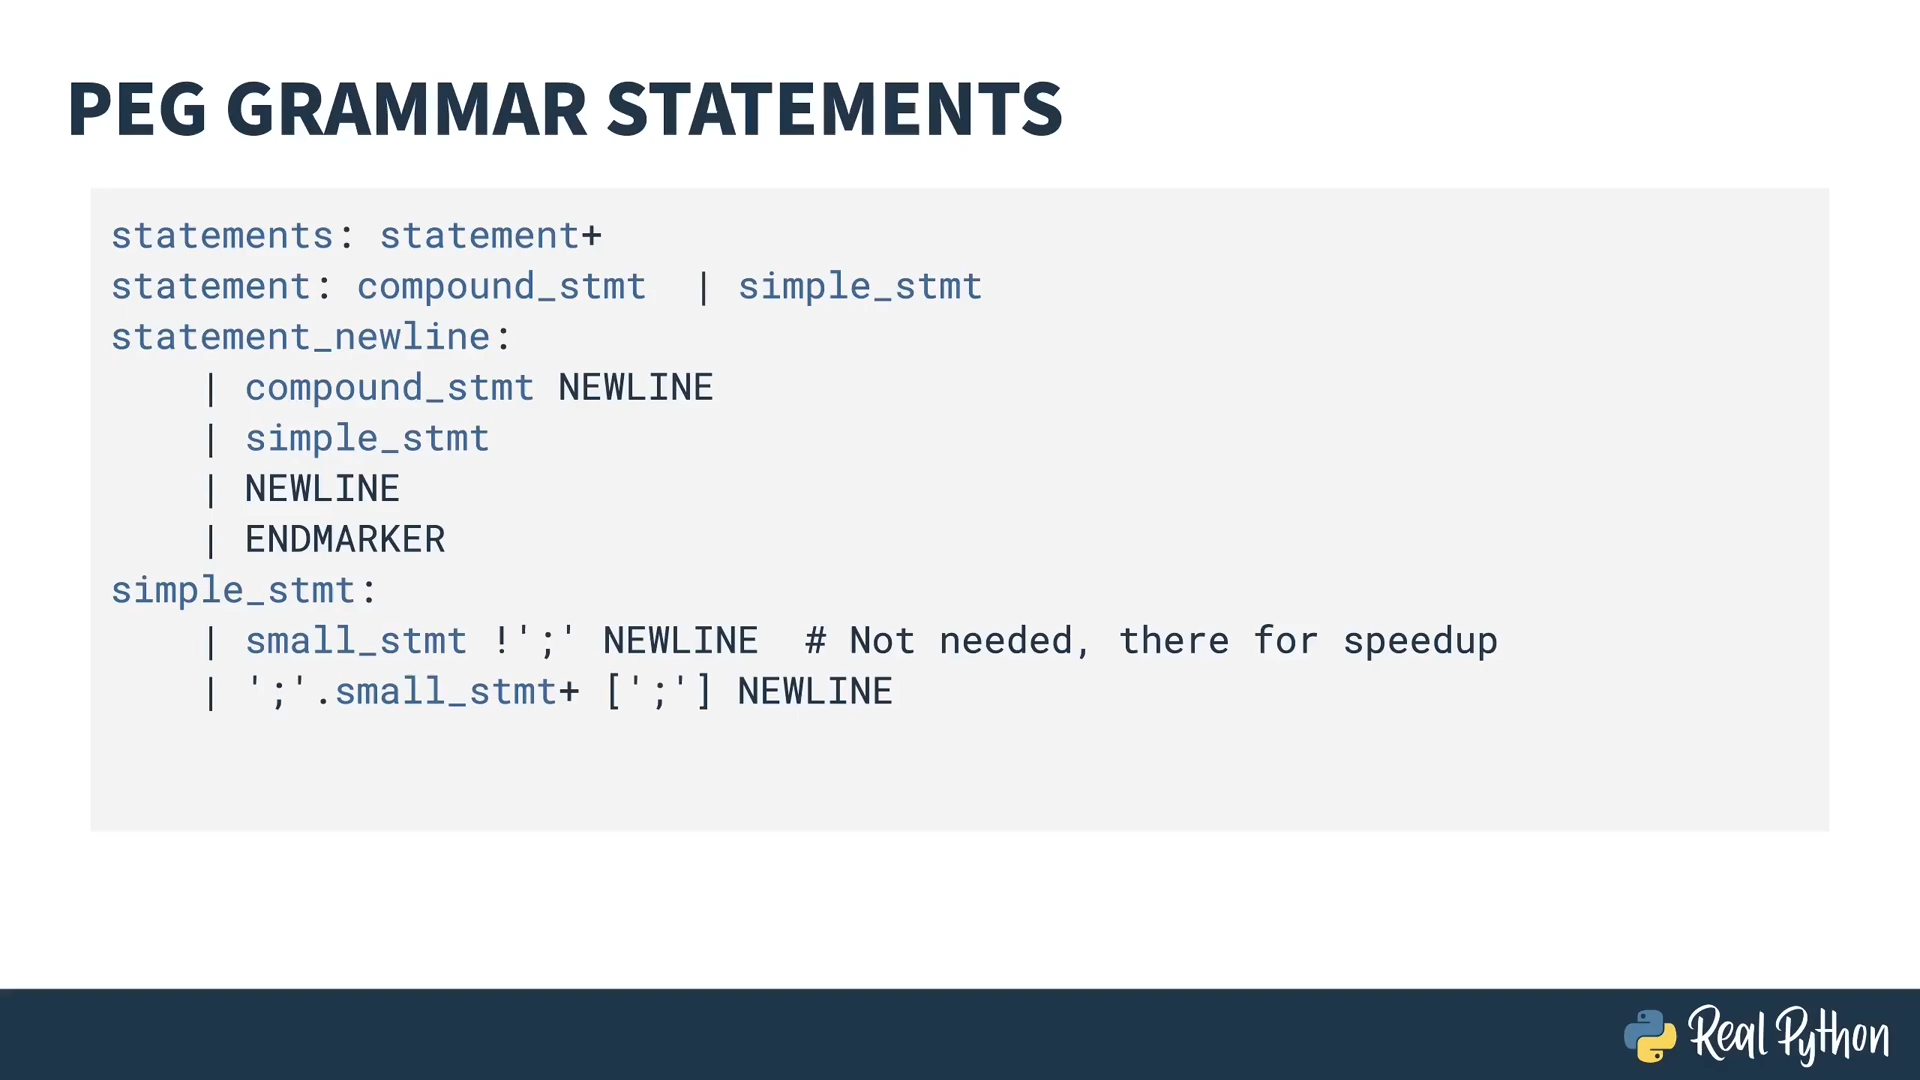 PEG GRAMMAR STATEMENTS
statements: statement+
statement: compound_stmt  | simple_stmt
statement_newline:
    | compound_stmt NEWLINE
    | simple_stmt
    | NEWLINE
    | ENDMARKER
simple_stmt:
    | small_stmt !';' NEWLINE  # Not needed, there for speedup
    | ';'.small_stmt+ [';'] NEWLINE
Real Python